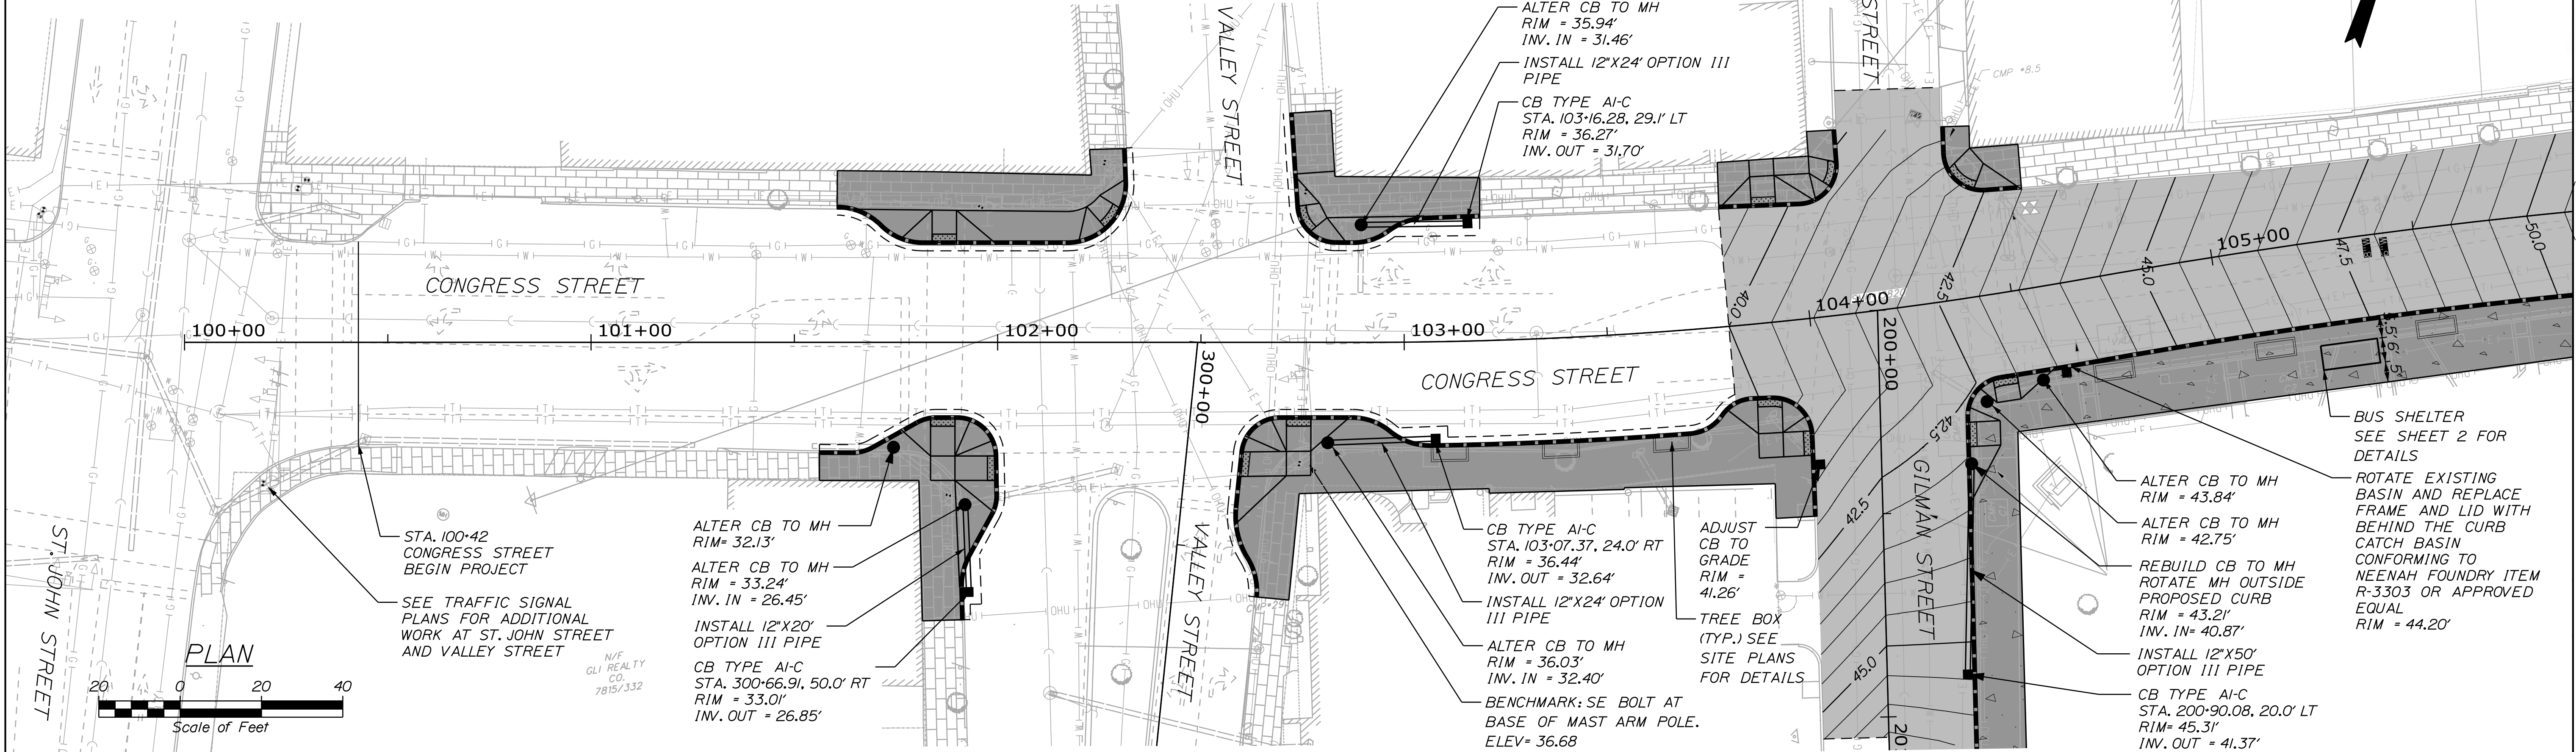 VALLEY STREET
STREET
ALTER CB TO MH
RIM = 35.94'
INV. IN = 31.46'
INSTALL 12"X24' OPTION III
PIPE
CB TYPE A1-C
STA. 103+16.28, 29.1' LT
RIM = 36.27'
INV. OUT = 31.70'
CMP +8.5
CONGRESS STREET
100+00
101+00
102+00
103+00
104+00
105+00
40.0
42.5
45.0
47.5
50.0
300+00
200+00
CONGRESS STREET
5.5' 6' 1.5'
BUS SHELTER
SEE SHEET 2 FOR
DETAILS
ROTATE EXISTING
BASIN AND REPLACE
FRAME AND LID WITH
BEHIND THE CURB
CATCH BASIN
CONFORMING TO
NEENAH FOUNDRY ITEM
R-3303 OR APPROVED
EQUAL
RIM = 44.20'
ALTER CB TO MH
RIM = 43.84'
ALTER CB TO MH
RIM = 42.75'
REBUILD CB TO MH
ROTATE MH OUTSIDE
PROPOSED CURB
RIM = 43.21'
INV. IN= 40.87'
INSTALL 12"X50'
OPTION III PIPE
CB TYPE A1-C
STA. 200+90.08, 20.0' LT
RIM= 45.31'
INV. OUT = 41.37'
GILMAN STREET
42.5
42.5
45.0
20
ADJUST
CB TO
GRADE
RIM =
41.26'
TREE BOX
(TYP.) SEE
SITE PLANS
FOR DETAILS
CB TYPE A1-C
STA. 103+07.37, 24.0' RT
RIM = 36.44'
INV. OUT = 32.64'
INSTALL 12"X24' OPTION
III PIPE
ALTER CB TO MH
RIM = 36.03'
INV. IN = 32.40'
BENCHMARK: SE BOLT AT
BASE OF MAST ARM POLE.
ELEV= 36.68
VALLEY STREET
ALTER CB TO MH
RIM= 32.13'
ALTER CB TO MH
RIM = 33.24'
INV. IN = 26.45'
INSTALL 12"X20'
OPTION III PIPE
CB TYPE A1-C
STA. 300+66.91, 50.0' RT
RIM = 33.01'
INV. OUT = 26.85'
STA. 100+42
CONGRESS STREET
BEGIN PROJECT
SEE TRAFFIC SIGNAL
PLANS FOR ADDITIONAL
WORK AT ST. JOHN STREET
AND VALLEY STREET
N/F
GLI REALTY
CO.
7815/332
ST. JOHN STREET
PLAN
20 0 20 40
Scale of Feet